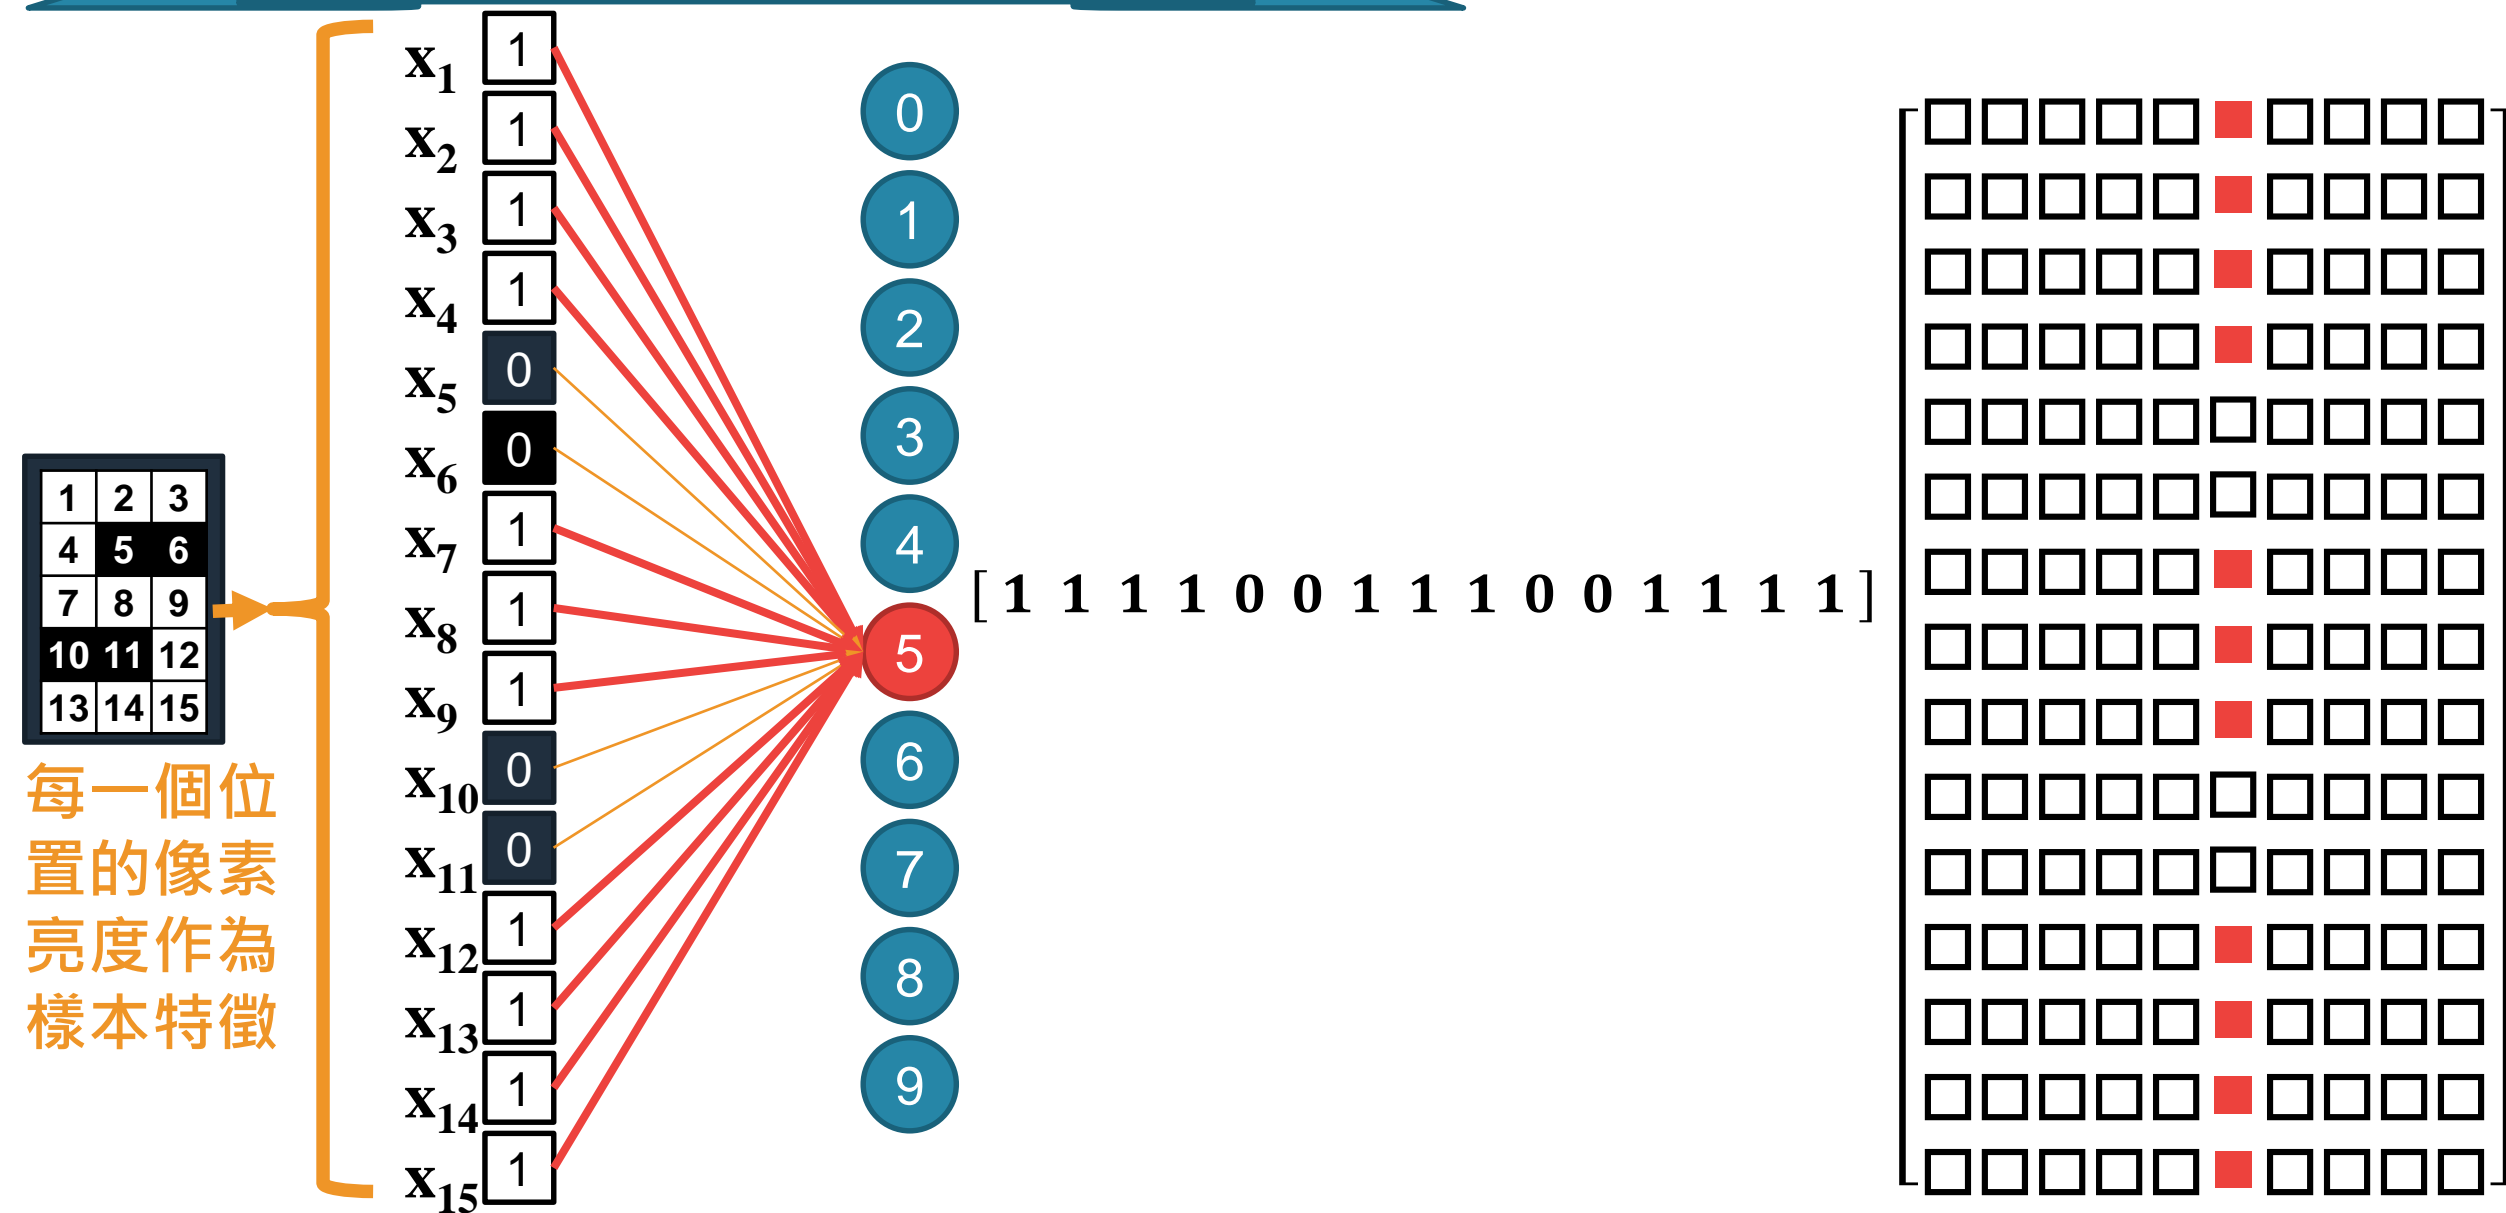 x1 1
x2 1
x3 1
x4 1
x5 0
x6 0
x7 1
x8 1
x9 1
x10 0
x11 0
x12 1
x13 1
x14 1
x15 1
1 2 3
4 5 6
7 8 9
10 11 12
13 14 15
每一個位
置的像素
亮度作為
樣本特徵
0
1
2
3
4
5
6
7
8
9
[ 1 1 1 1 0 0 1 1 1 0 0 1 1 1 1 ]